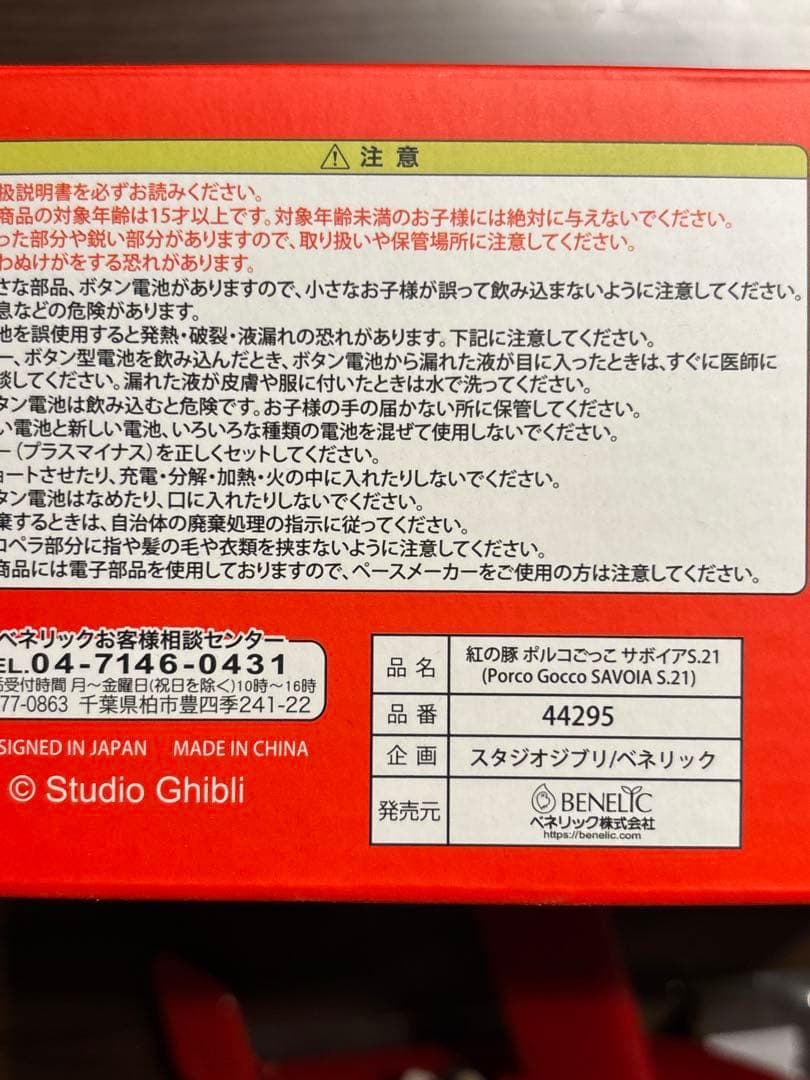 ⚠ 注意
扱説明書を必ずお読みください。
商品の対象年齢は15才以上です。対象年齢未満のお子様には絶対に与えないでください。
った部分や鋭い部分がありますので、取り扱いや保管場所に注意してください。
わぬけがをする恐れがあります。
さな部品、ボタン電池がありますので、小さなお子様が誤って飲み込まないように注意してください。
息などの危険があります。
池を誤使用すると発熱・破裂・液漏れの恐れがあります。下記に注意してください。
一、ボタン型電池を飲み込んだとき、ボタン電池から漏れた液が目に入ったときは、すぐに医師に
談してください。漏れた液が皮膚や服に付いたときは水で洗ってください。
タン電池は飲み込むと危険です。お子様の手の届かない所に保管してください。
い電池と新しい電池、いろいろな種類の電池を混ぜて使用しないでください。
ー(プラスマイナス)を正しくセットしてください。
ョートさせたり、充電・分解・加熱・火の中に入れたりしないでください。
タン電池はなめたり、口に入れたりしないでください。
棄するときは、自治体の廃棄処理の指示に従ってください。
ロペラ部分に指や髪の毛や衣類を挟まないように注意してください。
商品には電子部品を使用しておりますので、ペースメーカーをご使用の方は注意してください。
ベネリックお客様相談センター
EL.04-7146-0431
受付時間 月〜金曜日(祝日を除く)10時〜16時
77-0863 千葉県柏市豊四季241-22
SIGNED IN JAPAN MADE IN CHINA
© Studio Ghibli
品名 紅の豚 ポルコごっこ サボイアS.21
(Porco Gocco SAVOIA S.21)
品番 44295
企画 スタジオジブリ/ベネリック
発売元 BENELIC
ベネリック株式会社
https://benelic.com